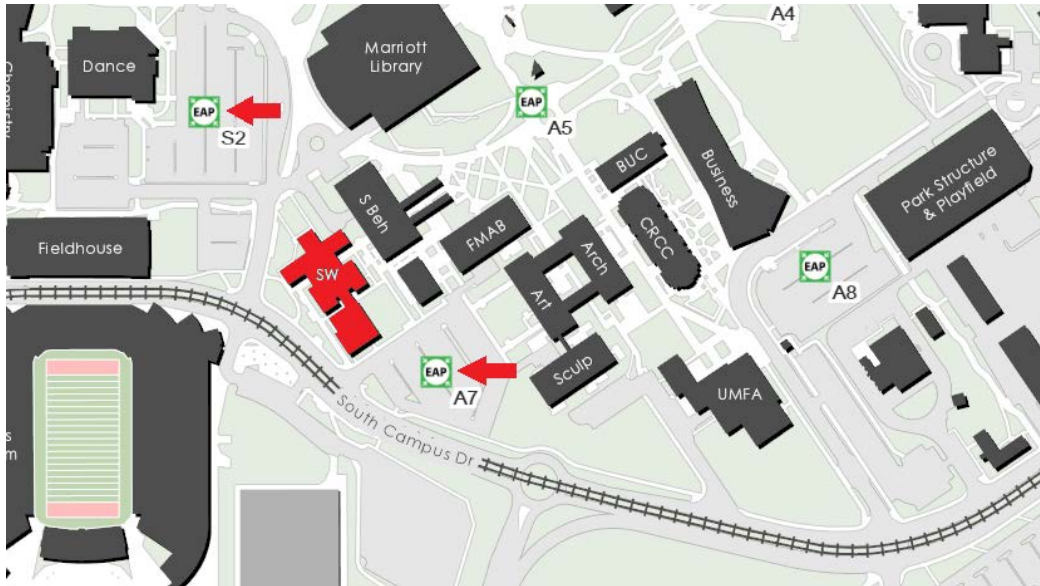 A4
Dance
Marriott
Library
EAP
S2
EAP
A5
Chemistry
BUC
Business
Park Structure
& Playfield
S Beh
FMAB
Arch
CRCC
Fieldhouse
SW
EAP
A8
Art
EAP
A7
Sculp
UMFA
South Campus Dr
s
m